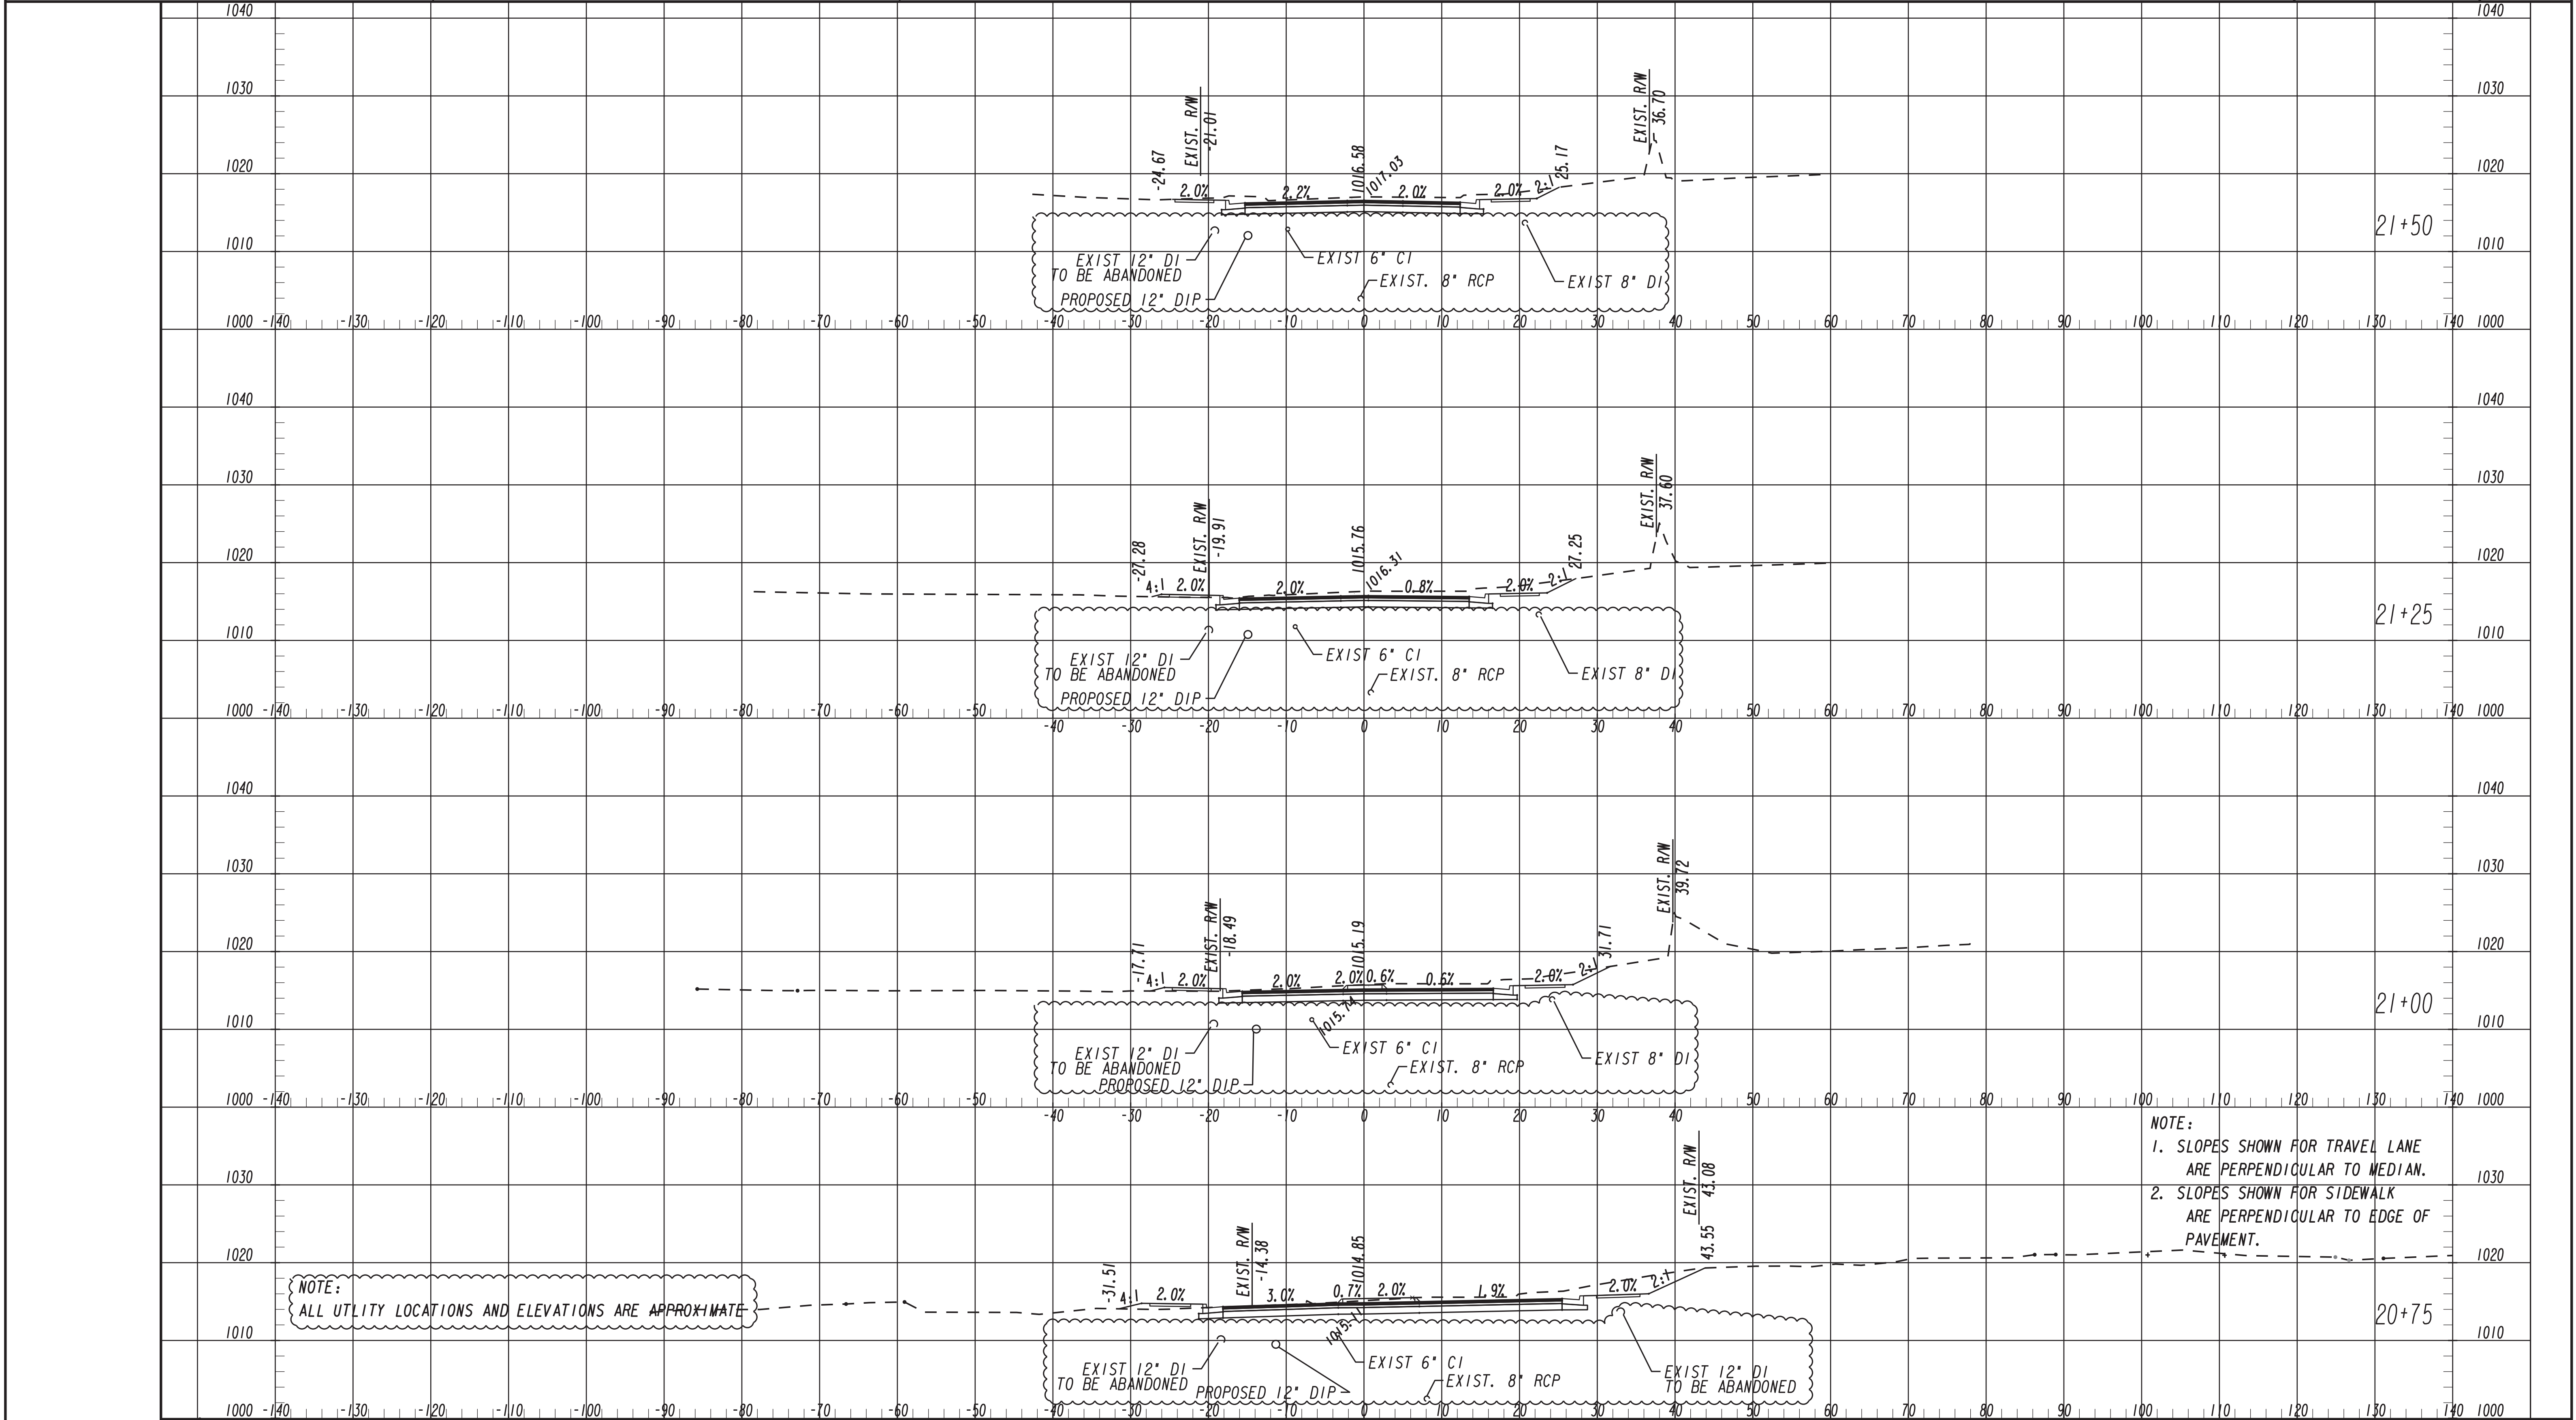 1040 1040
1030 1030
EXIST. R/W
-21.01
EXIST. R/W
36.70
1020 1020
-24.67
1016.58
1017.03
25.17
2.0% 2.2% 2.0% 2.0% 2:1
21+50
1010 1010
EXIST 12" DI
TO BE ABANDONED
PROPOSED 12" DIP
EXIST 6" CI
EXIST. 8" RCP
EXIST 8" DI
1000 -140 -130 -120 -110 -100 -90 -80 -70 -60 -50 -40 -30 -20 -10 0 10 20 30 40 50 60 70 80 90 100 110 120 130 140 1000
1040 1040
1030 1030
EXIST. R/W
-19.91
EXIST. R/W
37.60
1020 1020
-27.28
1015.76
1016.31
27.25
4:1 2.0% 2.0% 0.8% 2.0% 2:1
21+25
1010 1010
EXIST 12" DI
TO BE ABANDONED
PROPOSED 12" DIP
EXIST 6" CI
EXIST. 8" RCP
EXIST 8" DI
1000 -140 -130 -120 -110 -100 -90 -80 -70 -60 -50 50 60 70 80 90 100 110 120 130 140 1000
-40 -30 -20 -10 0 10 20 30 40
1040 1040
1030 1030
EXIST. R/W
-18.49
EXIST. R/W
39.72
1020 1020
-17.71
1015.19
31.71
4:1 2.0% 2.0% 2.0% 0.6% 0.6% 2.0% 2:1
1015.74
21+00
1010 1010
EXIST 12" DI
TO BE ABANDONED
PROPOSED 12" DIP
EXIST 6" CI
EXIST. 8" RCP
EXIST 8" DI
1000 -140 -130 -120 -110 -100 -90 -80 -70 -60 -50 50 60 70 80 90 100 110 120 130 140 1000
-40 -30 -20 -10 0 10 20 30 40
NOTE:
1. SLOPES SHOWN FOR TRAVEL LANE
ARE PERPENDICULAR TO MEDIAN.
2. SLOPES SHOWN FOR SIDEWALK
ARE PERPENDICULAR TO EDGE OF
PAVEMENT.
1030 1030
EXIST. R/W
-14.38
EXIST. R/W
43.08
1020 1020
-31.51
1014.85
43.55
4:1 2.0% 3.0% 0.7% 2.0% 1.9% 2.0% 2:1
1015.11
NOTE:
ALL UTLITY LOCATIONS AND ELEVATIONS ARE APPROXIMATE
20+75
1010 1010
EXIST 12" DI
TO BE ABANDONED
PROPOSED 12" DIP
EXIST 6" CI
EXIST. 8" RCP
EXIST 12" DI
TO BE ABANDONED
1000 -140 -130 -120 -110 -100 -90 -80 -70 -60 -50 -40 -30 -20 -10 0 10 20 30 40 50 60 70 80 90 100 110 120 130 140 1000